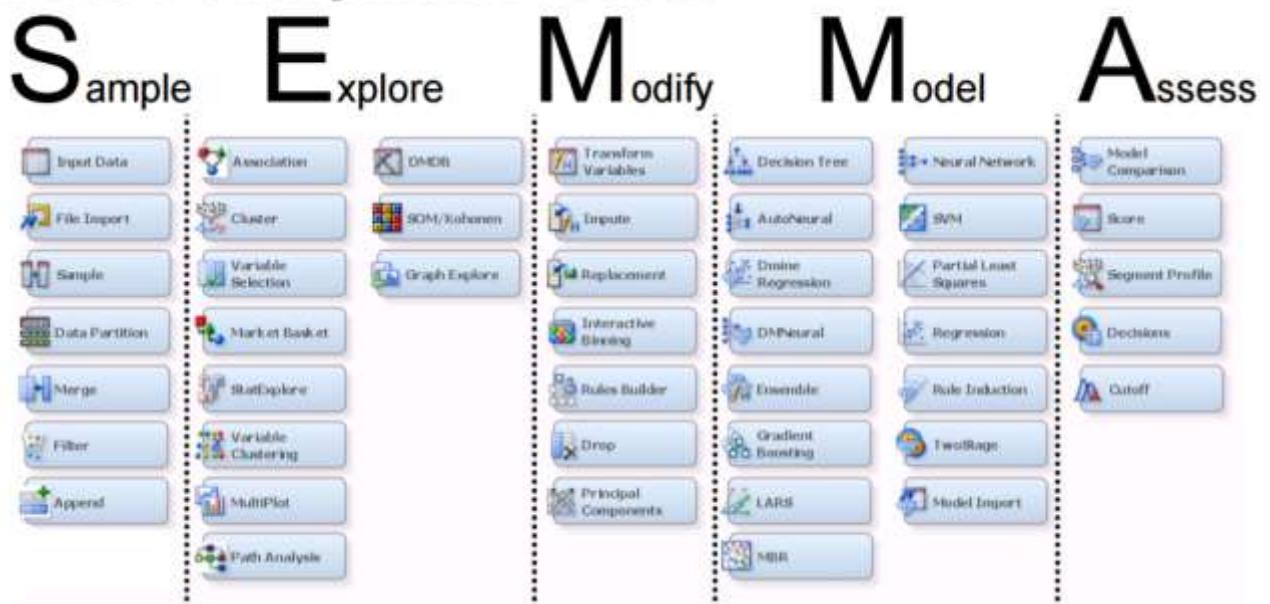 Sample
Input Data
File Import
Sample
Data Partition
Merge
Filter
Append
Explore
Association
Cluster
Variable
Selection
Market Basket
StatExplore
Variable
Clustering
MultiPlot
Path Analysis
DMDB
SOM/Kohonen
Graph Explore
Modify
Transform
Variables
Impute
Replacement
Interactive
Binning
Rules Builder
Drop
Principal
Components
Model
Decision Tree
AutoNeural
Dmine
Regression
DMNeural
Ensemble
Gradient
Boosting
LARS
MBR
Neural Network
SVM
Partial Least
Squares
Regression
Rule Induction
TwoStage
Model Import
Assess
Model
Comparison
Score
Segment Profile
Decisions
Cutoff